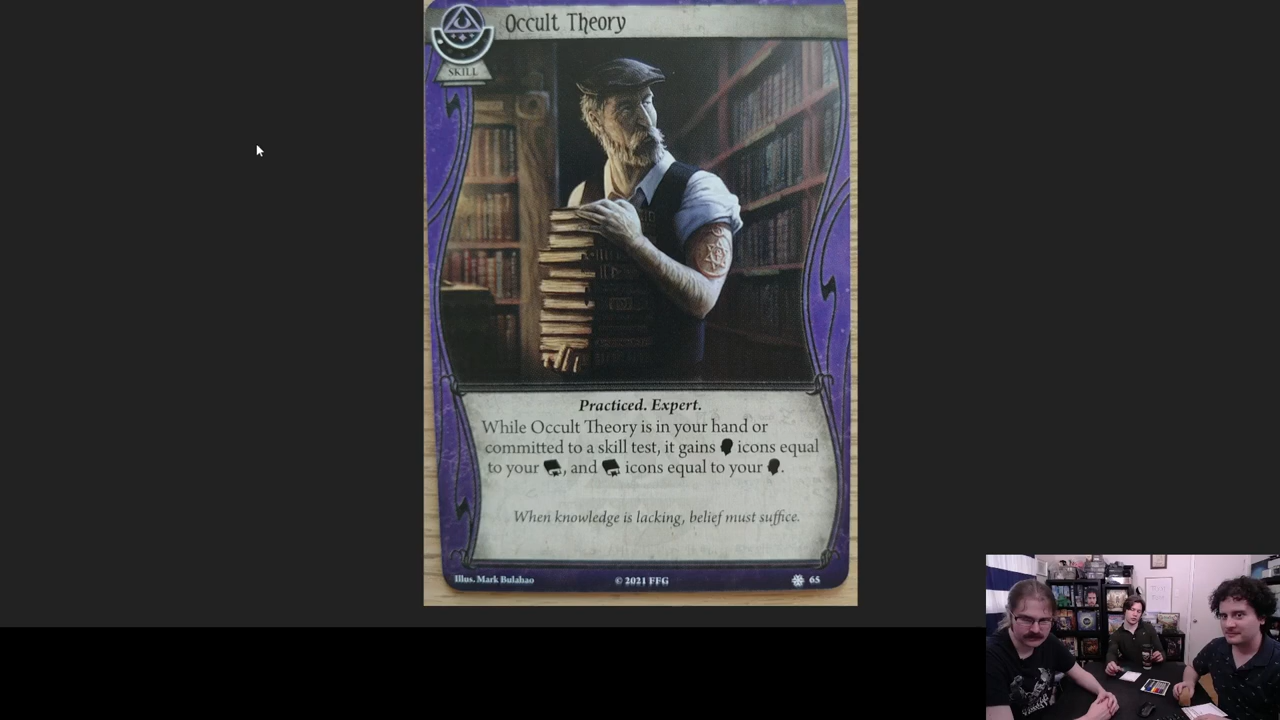 Occult Theory
SKILL
Practiced. Expert.
While Occult Theory is in your hand or
committed to a skill test, it gains icons equal
to your , and icons equal to your .
When knowledge is lacking, belief must suffice.
Illus. Mark Bulahao © 2021 FFG 65